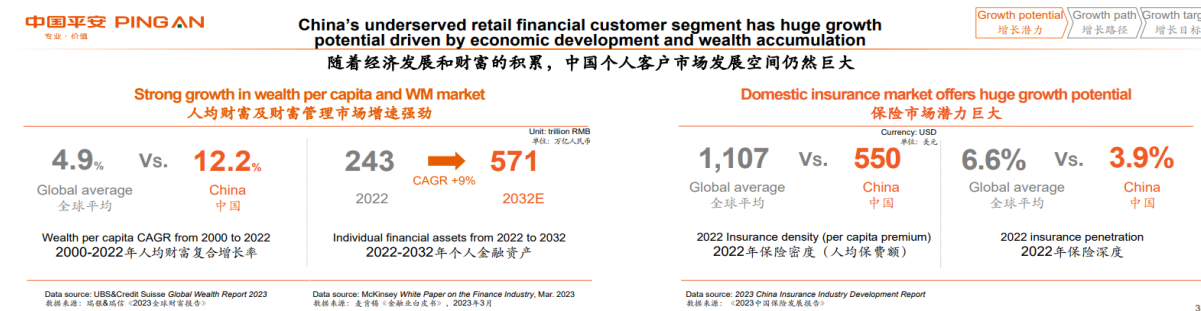 中国平安 PING AN
专业·价值
China's underserved retail financial customer segment has huge growth
potential driven by economic development and wealth accumulation
随着经济发展和财富的积累，中国个人客户市场发展空间仍然巨大
Growth potential
增长潜力
Growth path
增长路径
Growth targ
增长目标
Strong growth in wealth per capita and WM market
人均财富及财富管理市场增速强劲
Unit: trillion RMB
单位：万亿人民币
4.9% Vs. 12.2%
Global average China
全球平均 中国
Wealth per capita CAGR from 2000 to 2022
2000-2022年人均财富复合增长率
243 571
CAGR +9%
2022 2032E
Individual financial assets from 2022 to 2032
2022-2032年个人金融资产
Data source: UBS&Credit Suisse Global Wealth Report 2023
数据来源：瑞银&瑞信《2023全球财富报告》
Data source: McKinsey White Paper on the Finance Industry, Mar. 2023
数据来源：麦肯锡《金融业白皮书》，2023年3月
Domestic insurance market offers huge growth potential
保险市场潜力巨大
Currency: USD
单位：美元
1,107 Vs. 550
Global average China
全球平均 中国
2022 Insurance density (per capita premium)
2022年保险密度（人均保费额）
6.6% Vs. 3.9%
Global average China
全球平均 中国
2022 insurance penetration
2022年保险深度
Data source: 2023 China Insurance Industry Development Report
数据来源：《2023中国保险发展报告》
3